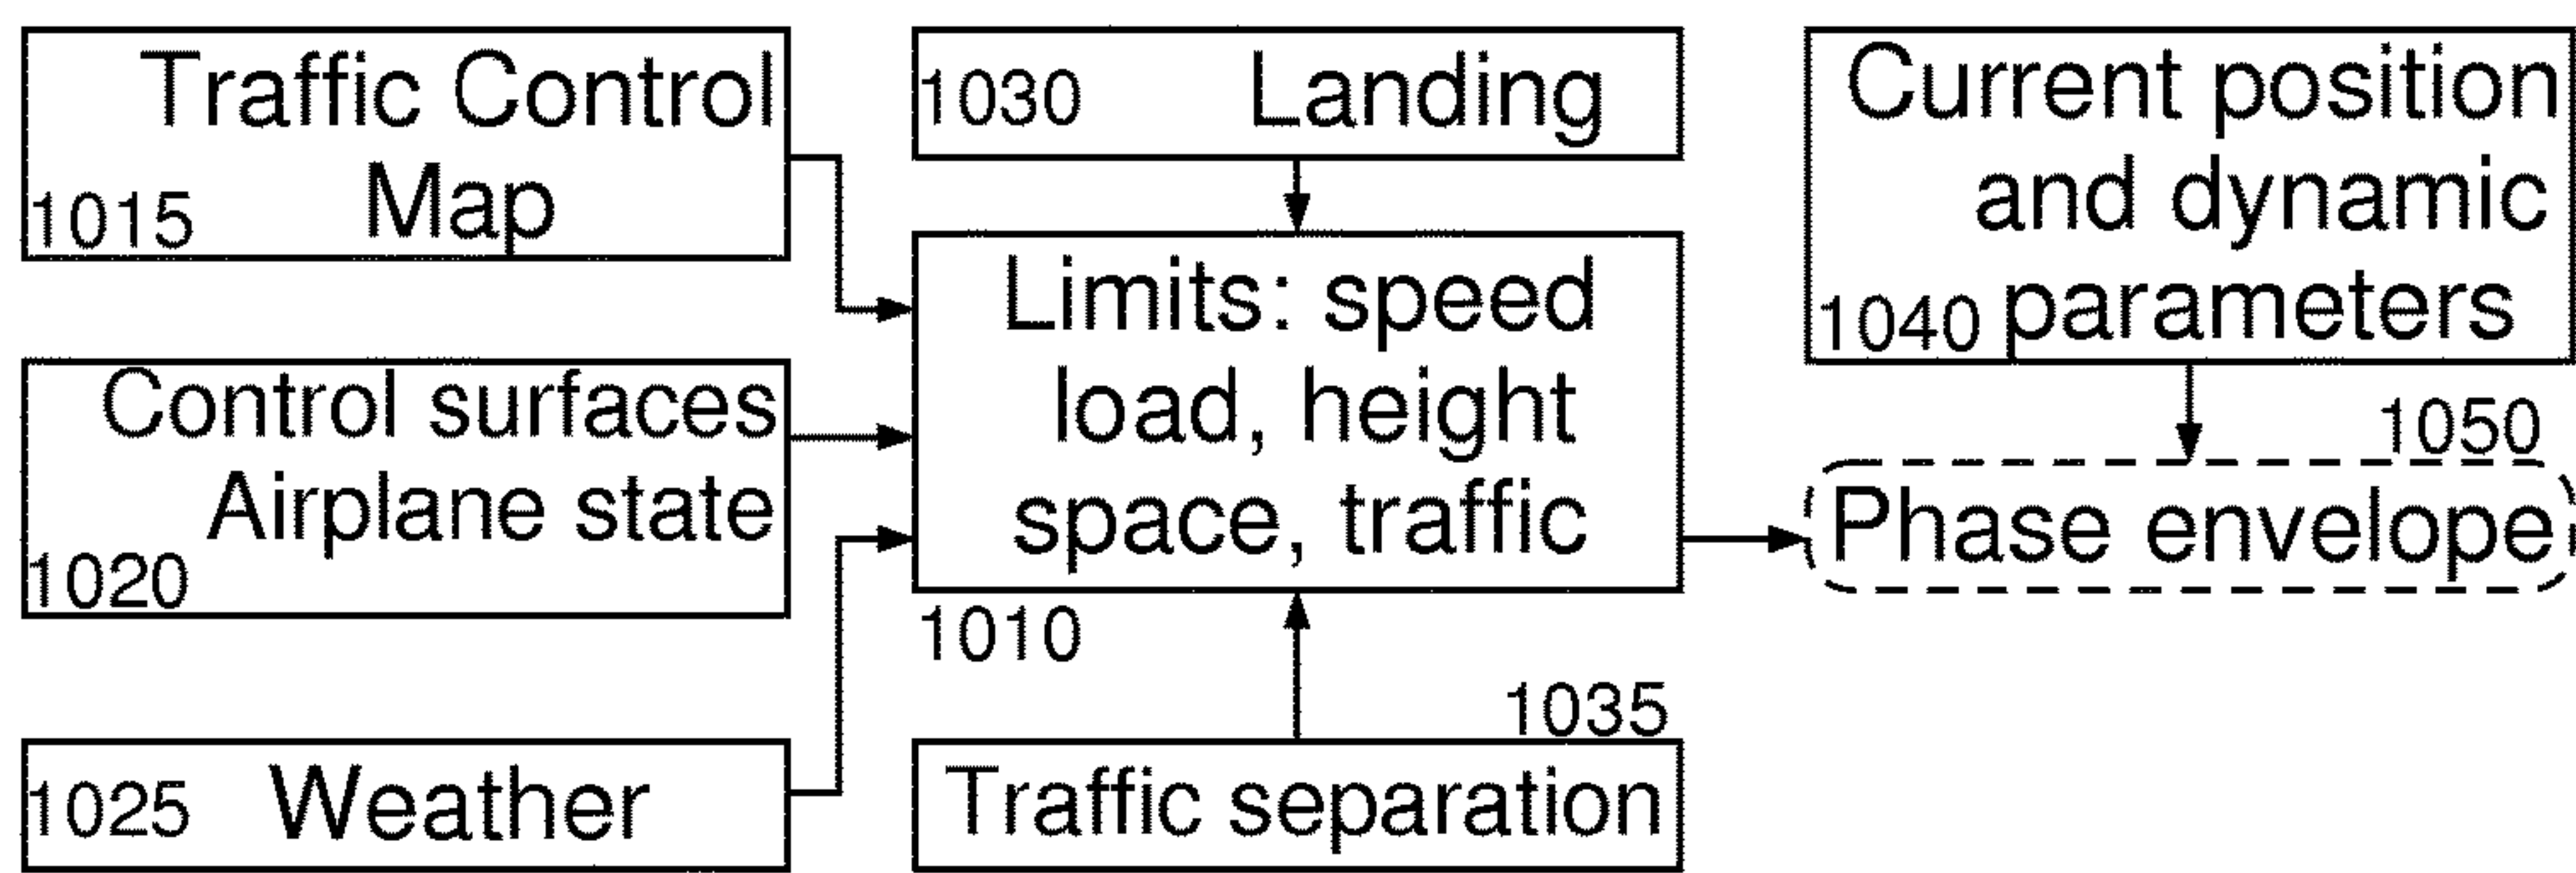 Traffic Control
Map
1015
Control surfaces
Airplane state
1020
1025 Weather
1030 Landing
Limits: speed
load, height
space, traffic
1010
1035
Traffic separation
Current position
and dynamic
1040 parameters
1050
Phase envelope